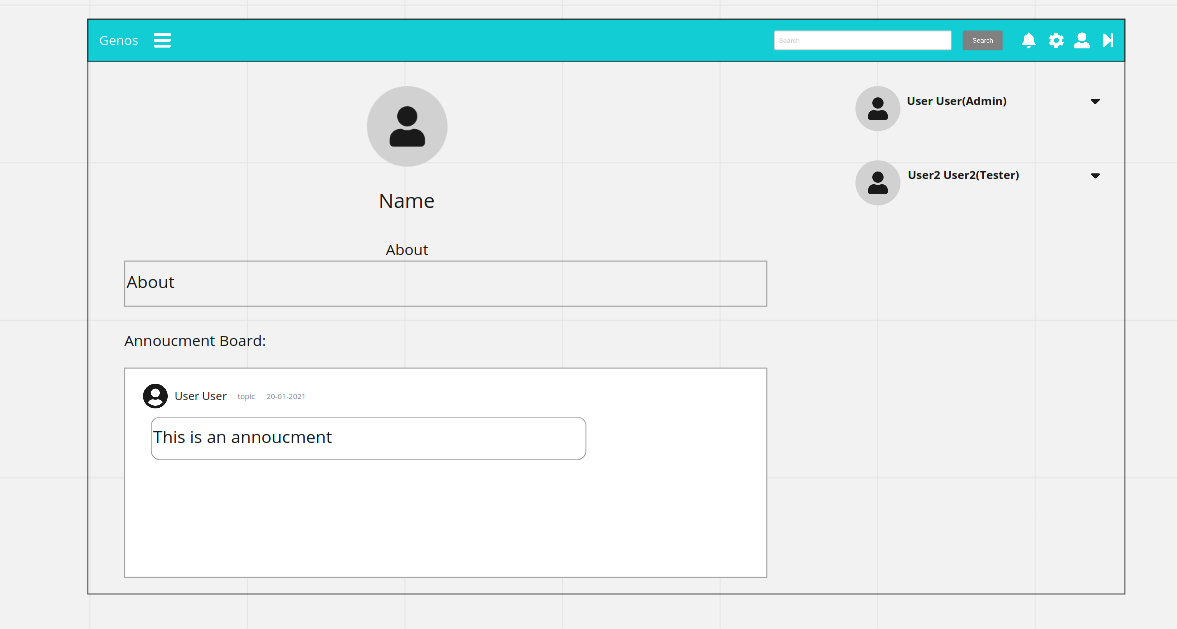 Genos
Search
Search
User User(Admin)
User2 User2(Tester)
Name
About
About
Annoucment Board:
User User topic 20-01-2021
This is an annoucment